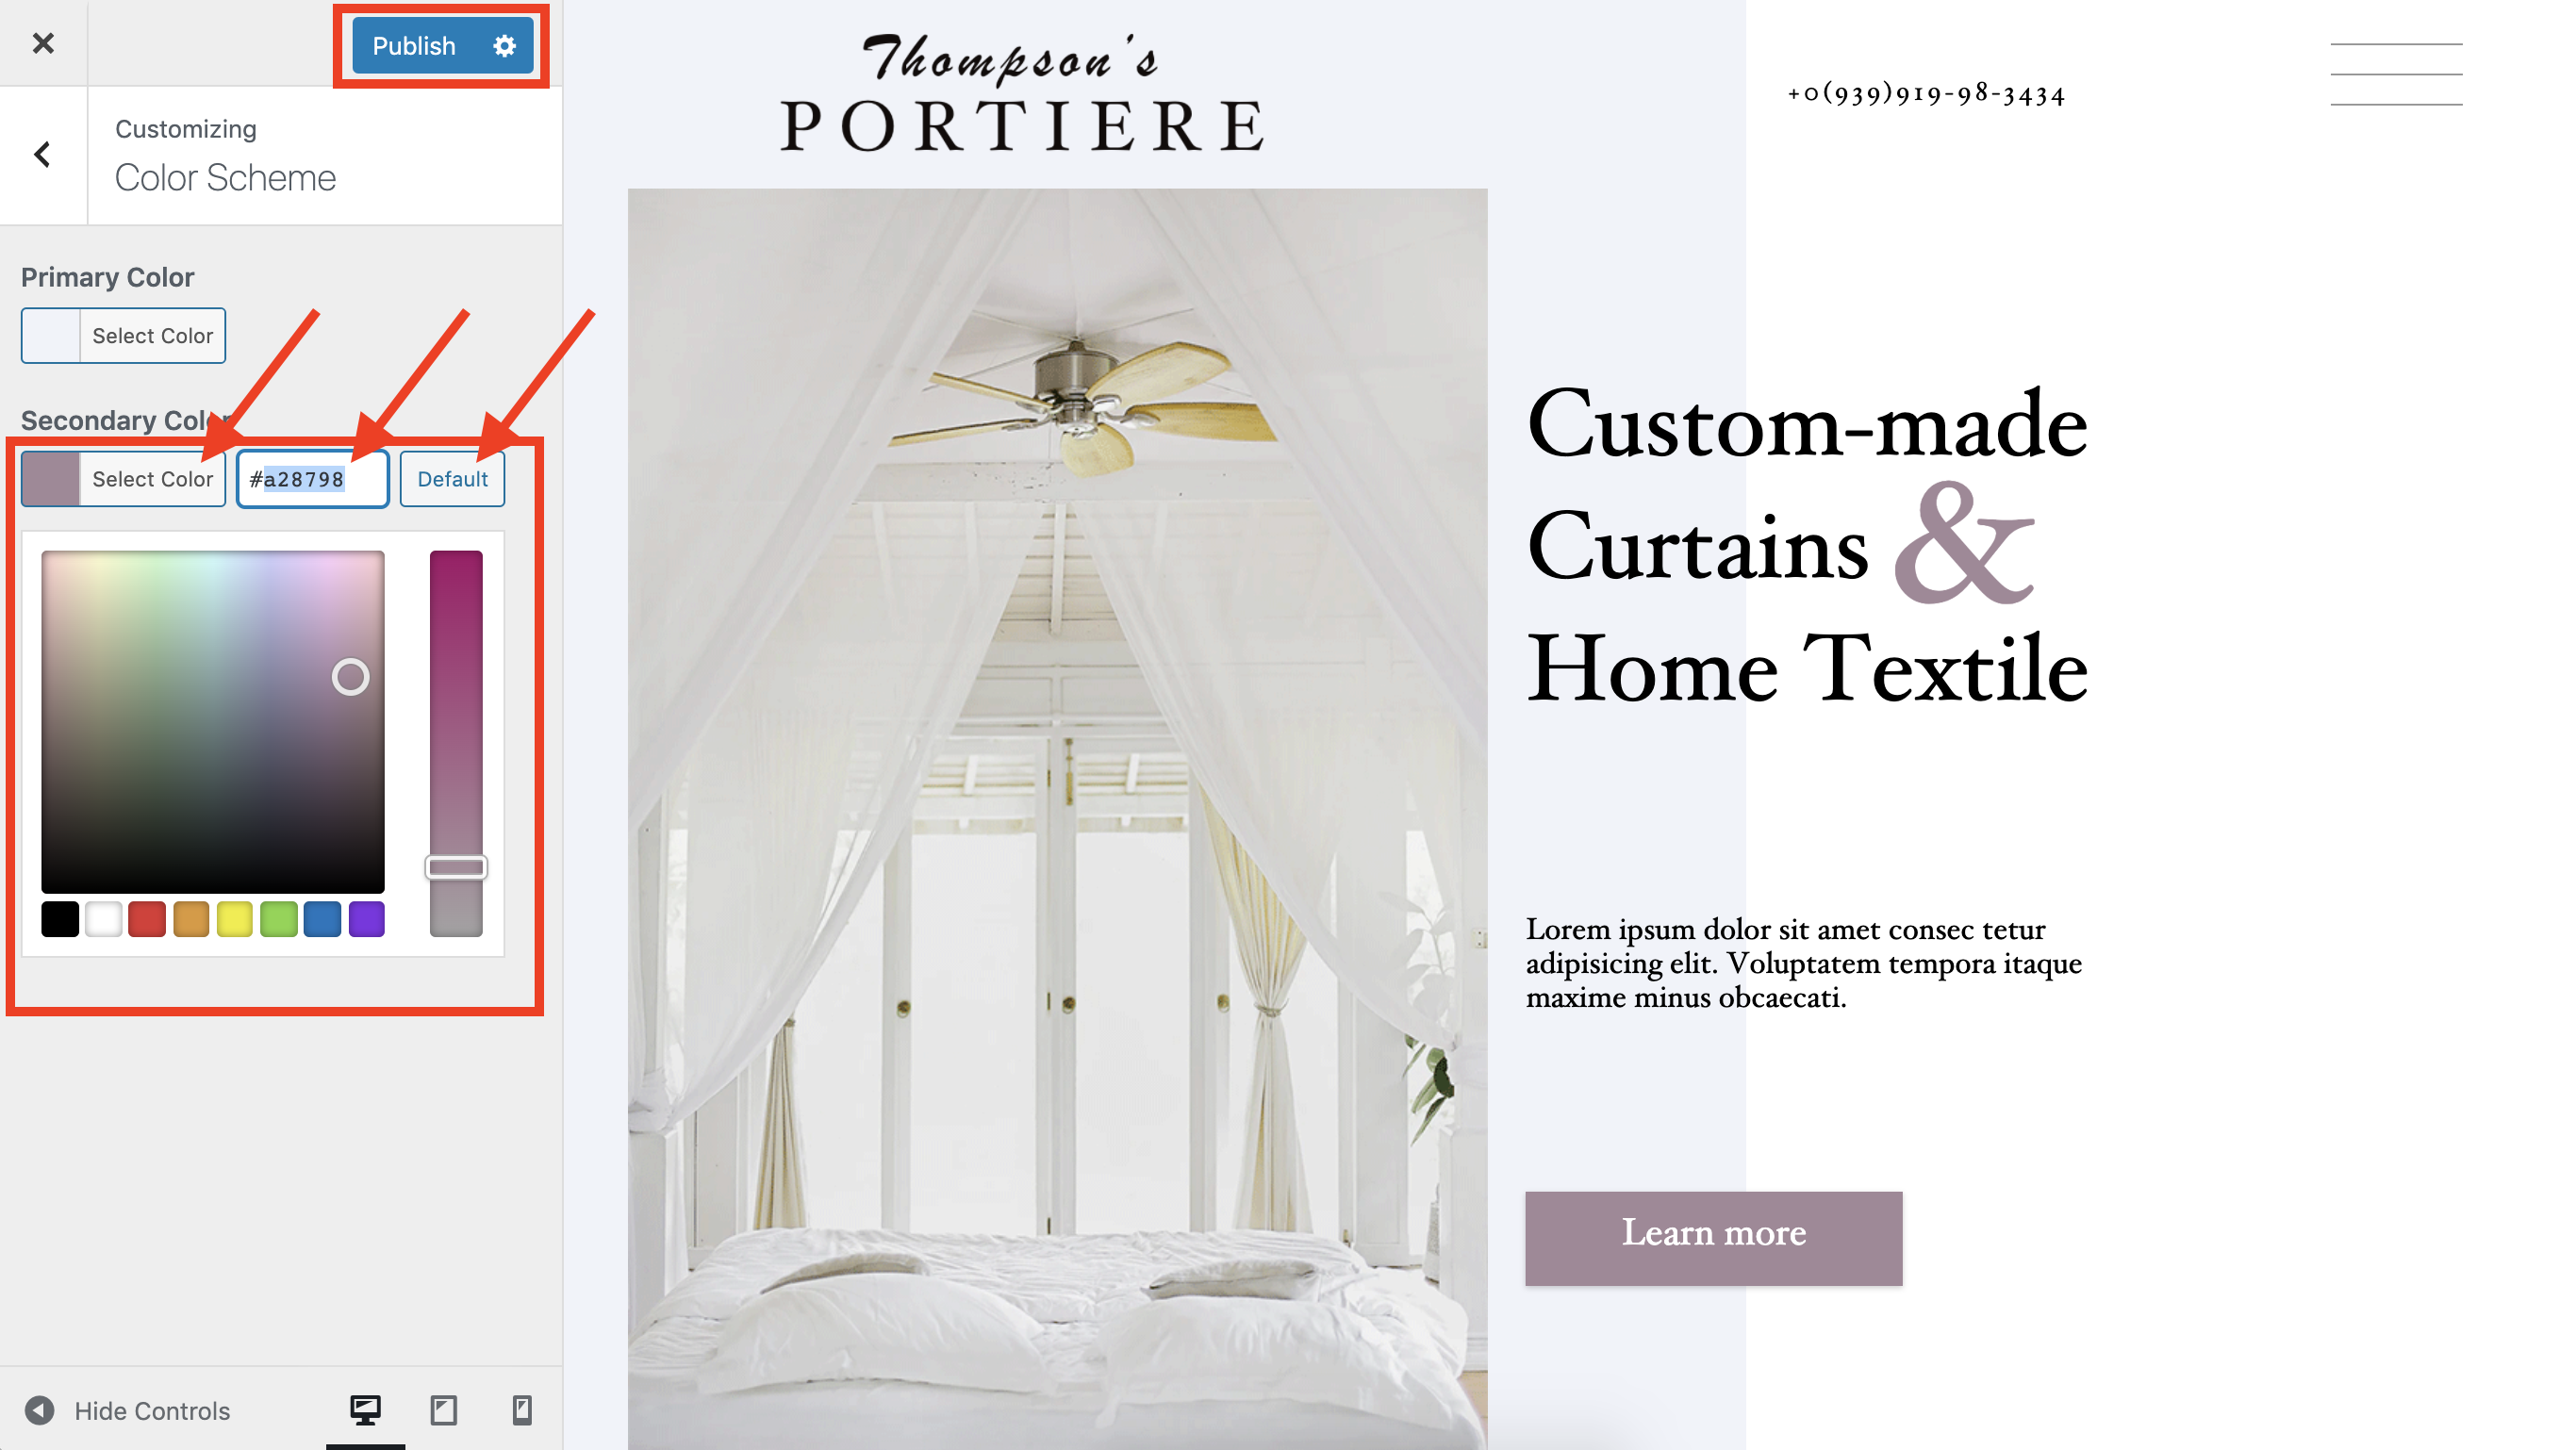 Publish
Customizing
Color Scheme
Primary Color
Select Color
Secondary Color
Select Color
#a28798
Default
Hide Controls
Thompson's
PORTIERE
+0(939)919-98-3434
Custom-made
Curtains &
Home Textile
Lorem ipsum dolor sit amet consec tetur
adipisicing elit. Voluptatem tempora itaque
maxime minus obcaecati.
Learn more